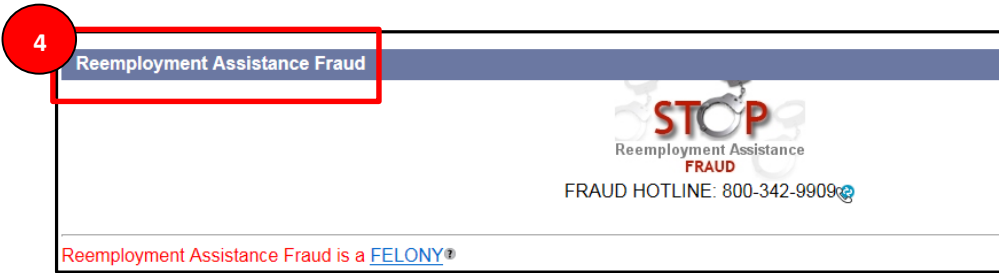 4
Reemployment Assistance Fraud
STOP
Reemployment Assistance
FRAUD
FRAUD HOTLINE: 800-342-9909
Reemployment Assistance Fraud is a FELONY